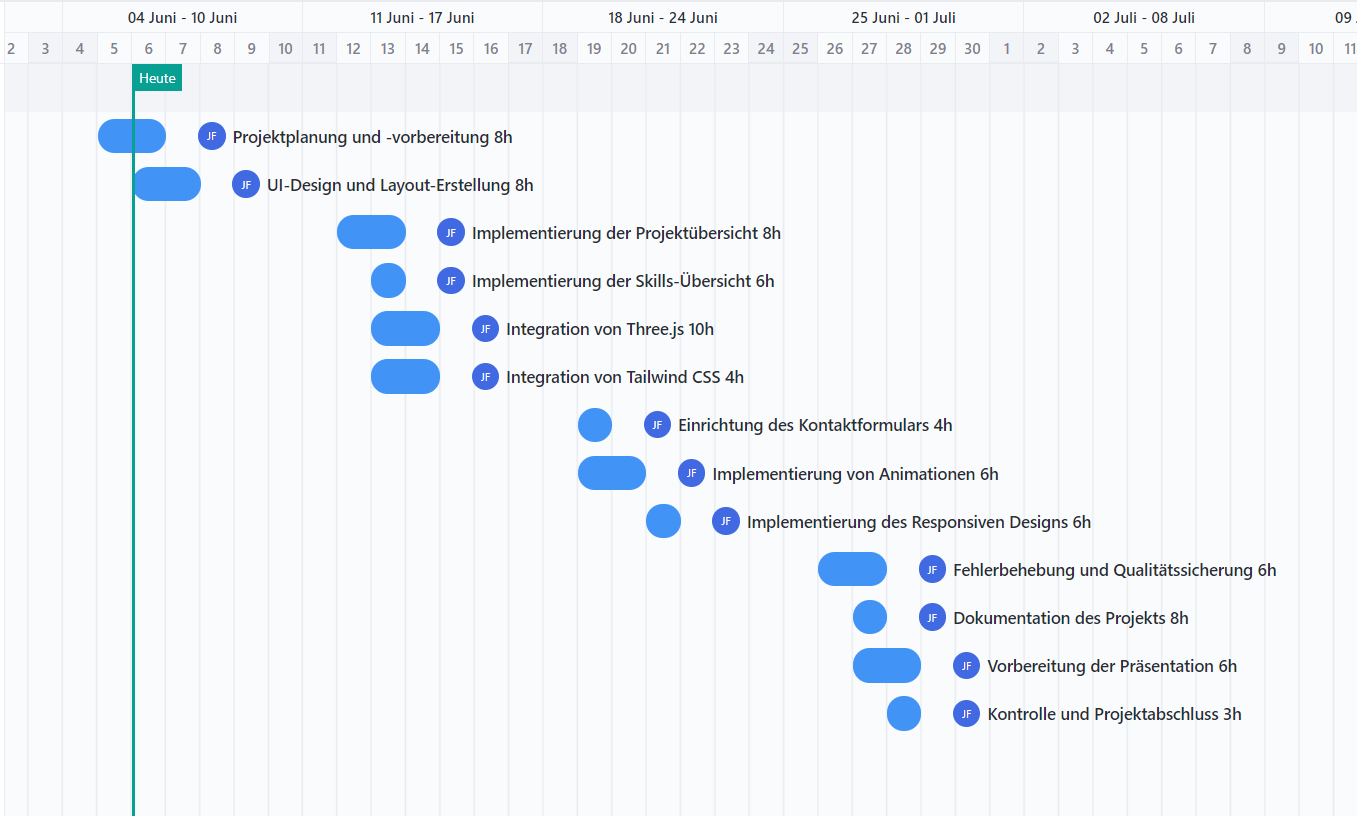 04 Juni - 10 Juni 11 Juni - 17 Juni 18 Juni - 24 Juni 25 Juni - 01 Juli 02 Juli - 08 Juli 09
2 3 4 5 6 7 8 9 10 11 12 13 14 15 16 17 18 19 20 21 22 23 24 25 26 27 28 29 30 1 2 3 4 5 6 7 8 9 10 11
Heute
JF Projektplanung und -vorbereitung 8h
JF UI-Design und Layout-Erstellung 8h
JF Implementierung der Projektübersicht 8h
JF Implementierung der Skills-Übersicht 6h
JF Integration von Three.js 10h
JF Integration von Tailwind CSS 4h
JF Einrichtung des Kontaktformulars 4h
JF Implementierung von Animationen 6h
JF Implementierung des Responsiven Designs 6h
JF Fehlerbehebung und Qualitätssicherung 6h
JF Dokumentation des Projekts 8h
JF Vorbereitung der Präsentation 6h
JF Kontrolle und Projektabschluss 3h